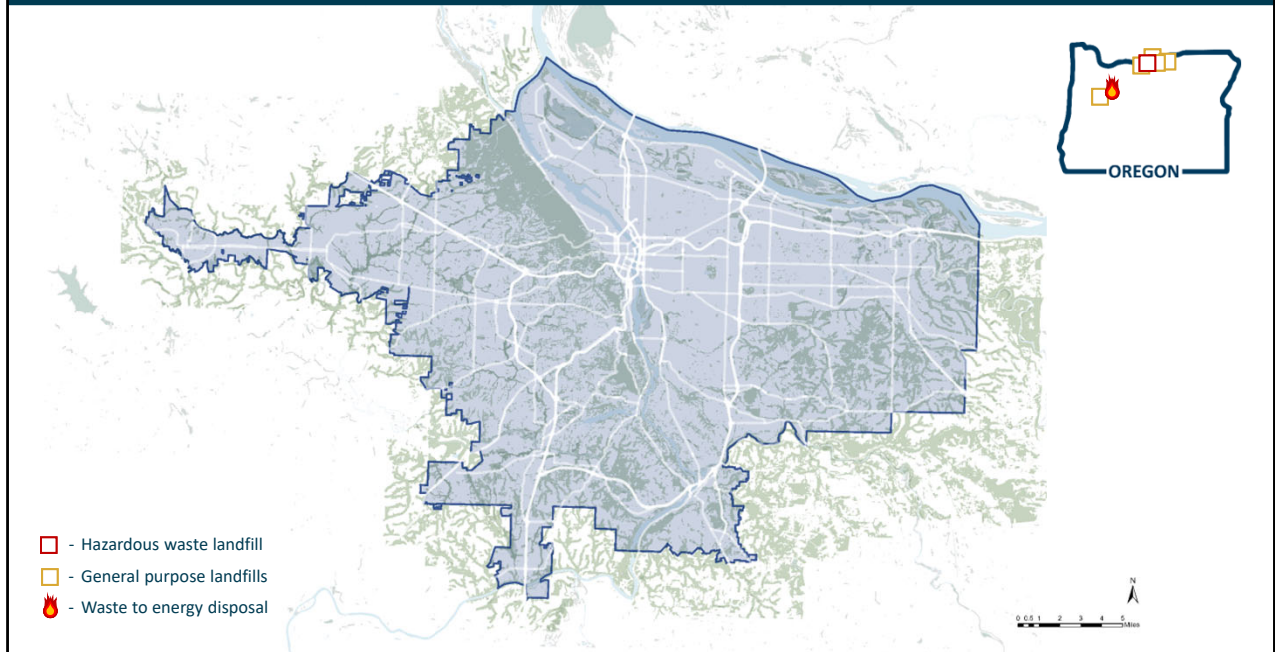 OREGON
- Hazardous waste landfill
- General purpose landfills
- Waste to energy disposal
N
0 0.5 1 2 3 4 5
Miles